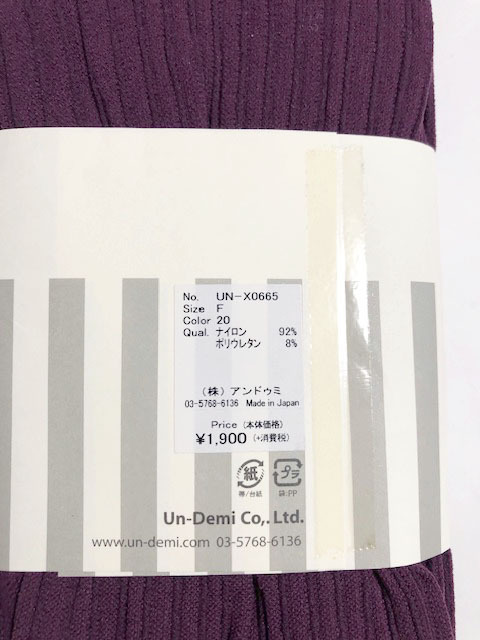 No. UN-X0665
Size F
Color 20
Qual. ナイロン 92%
ポリウレタン 8%
(株)アンドゥミ
03-5768-6136 Made in Japan
Price (本体価格)
¥1,900 (+消費税)
紙 プラ
帯/台紙 袋:PP
Un-Demi Co,. Ltd.
www.un-demi.com 03-5768-6136